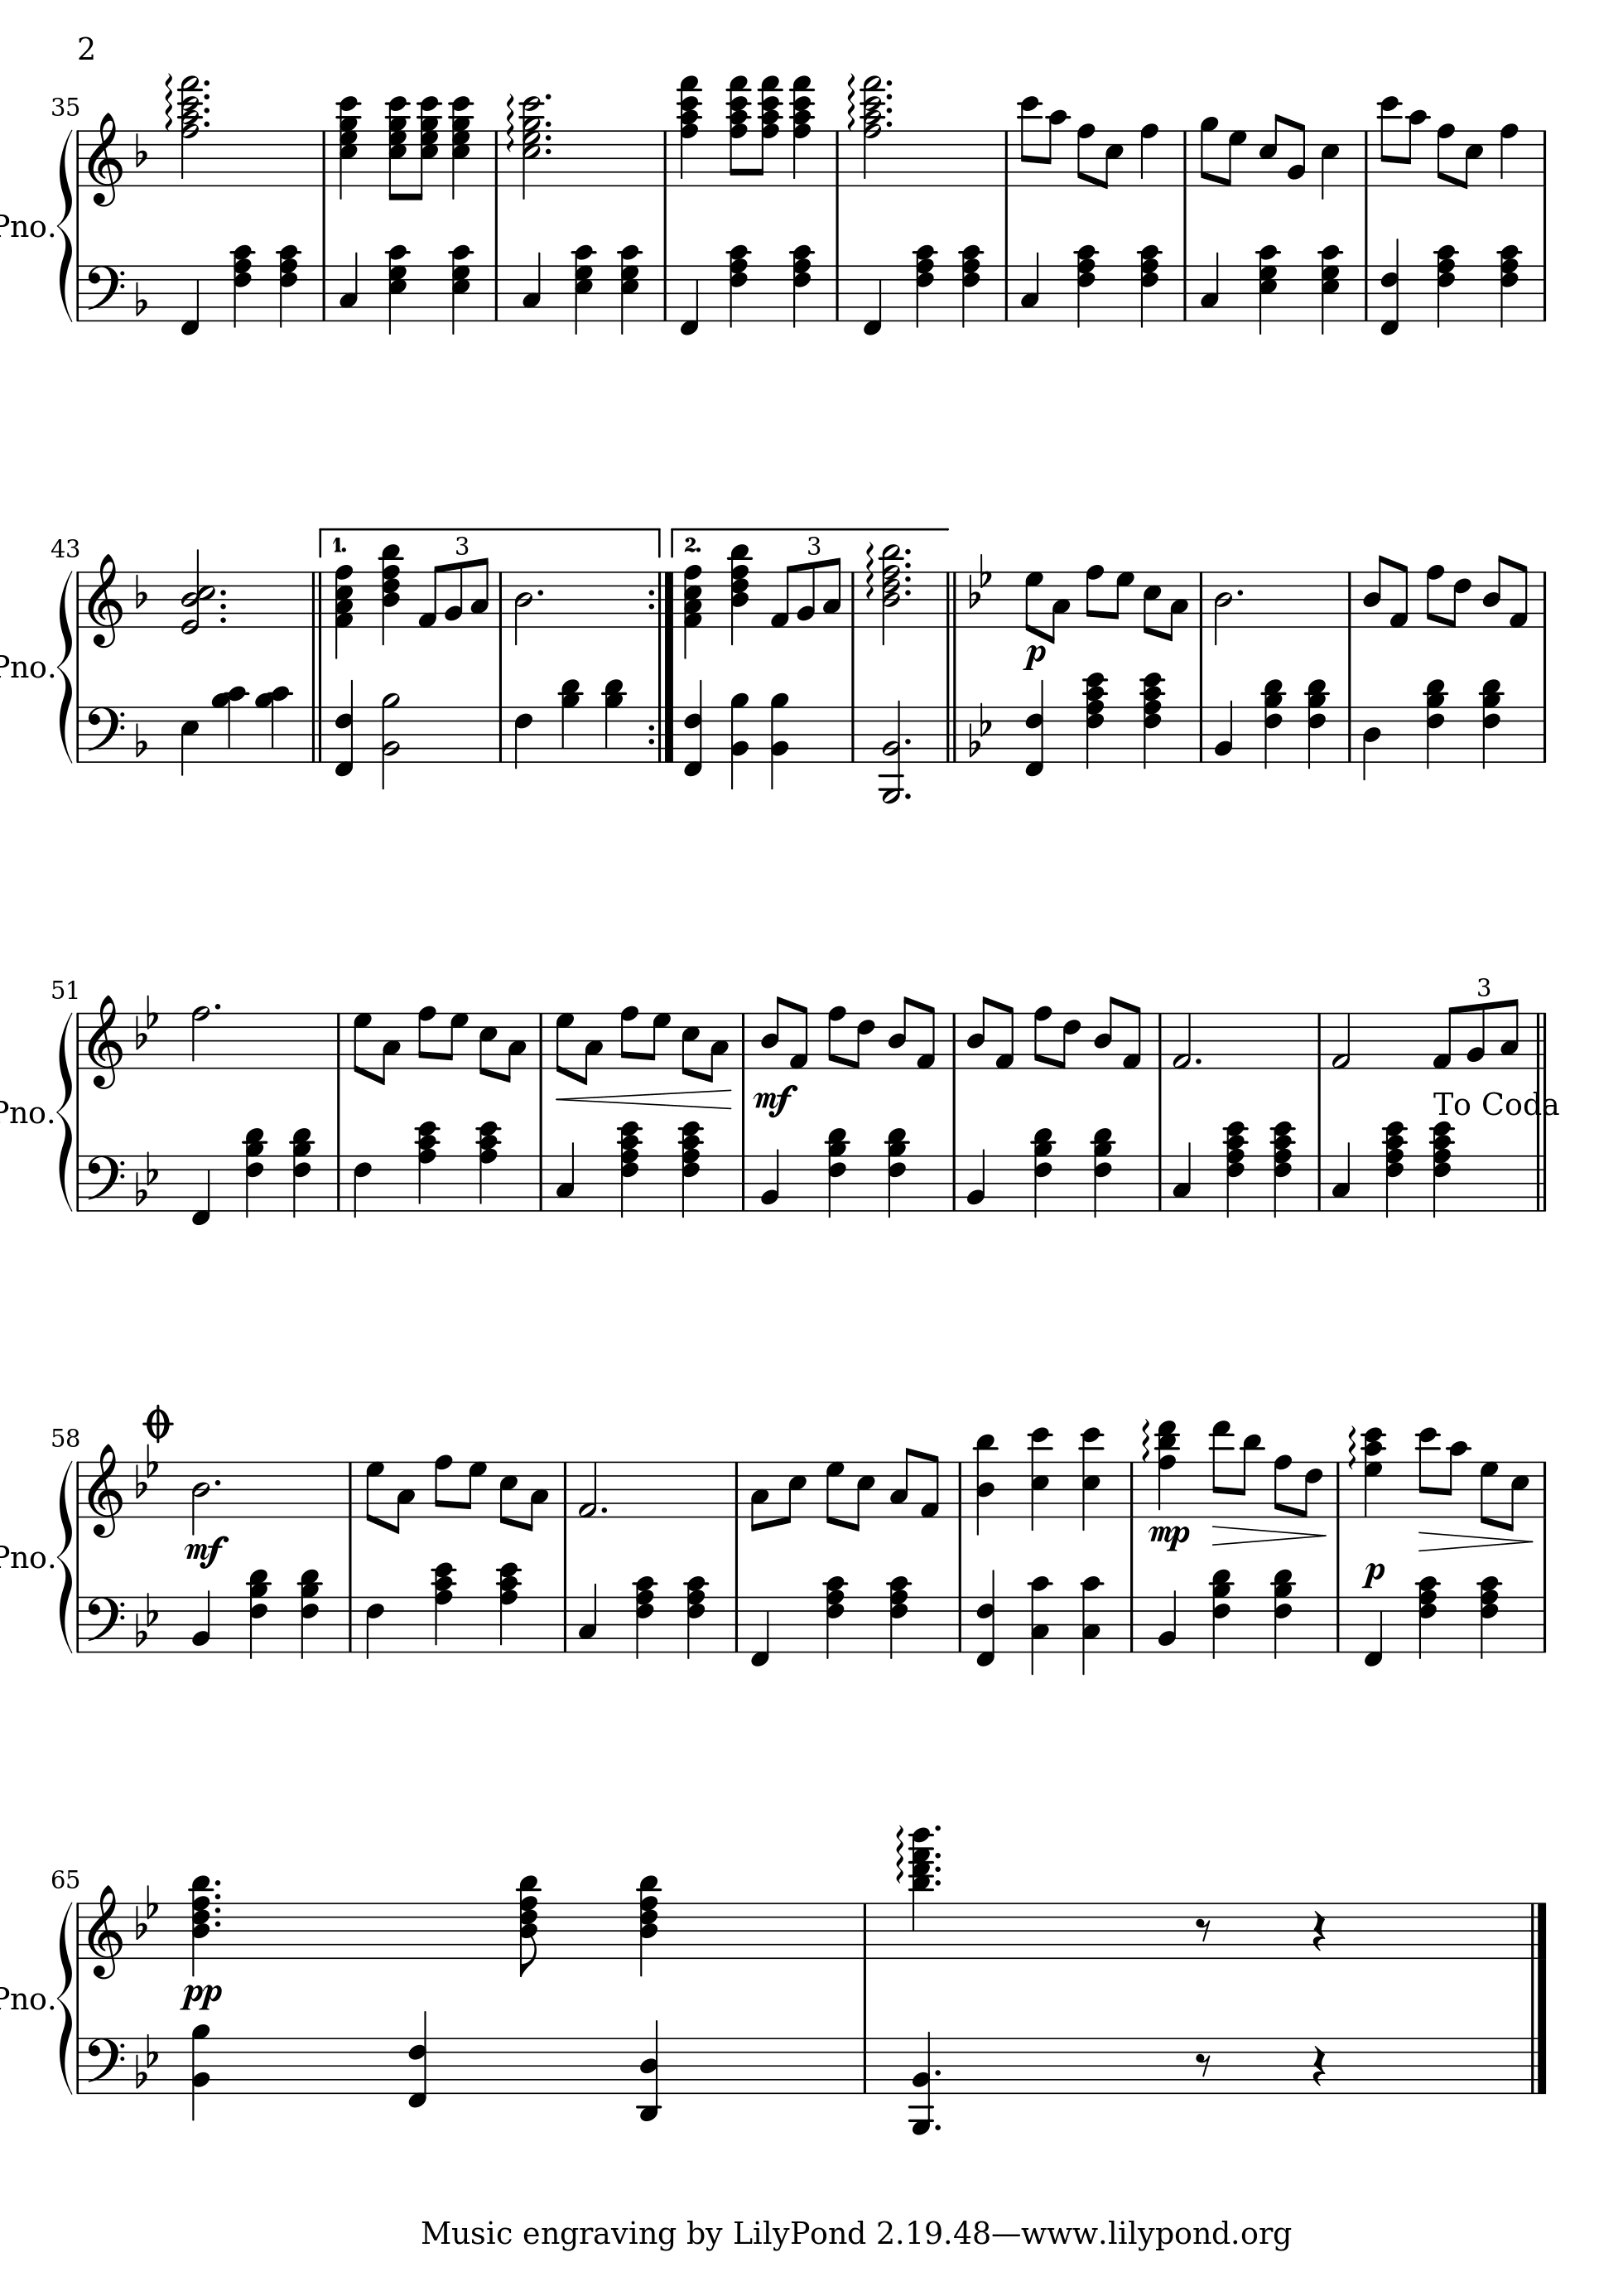 2
35
Pno.
43
1.
3
2.
3
Pno.
p
51
3
Pno.
mf
To Coda
58
Pno.
mf
mp
p
65
Pno.
pp
Music engraving by LilyPond 2.19.48—www.lilypond.org